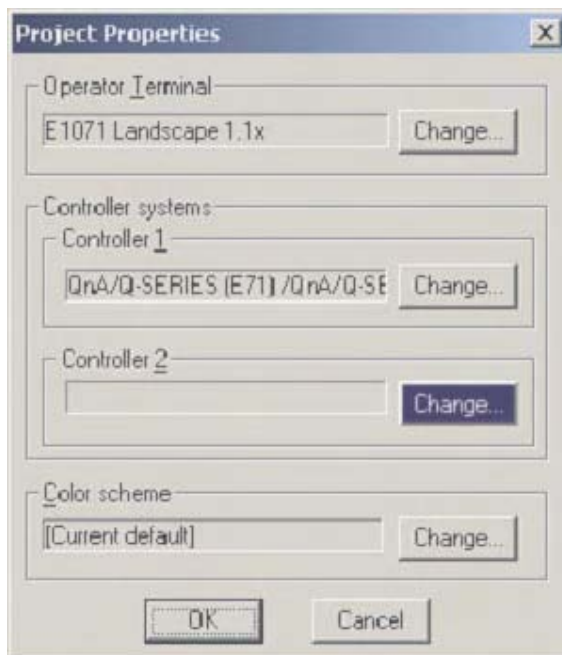 Project Properties
X
Operator Terminal
E1071 Landscape 1.1x
Change...
Controller systems
Controller 1
QnA/Q-SERIES (E71) /QnA/Q-SE
Change...
Controller 2
Change...
Color scheme
[Current default]
Change...
OK
Cancel